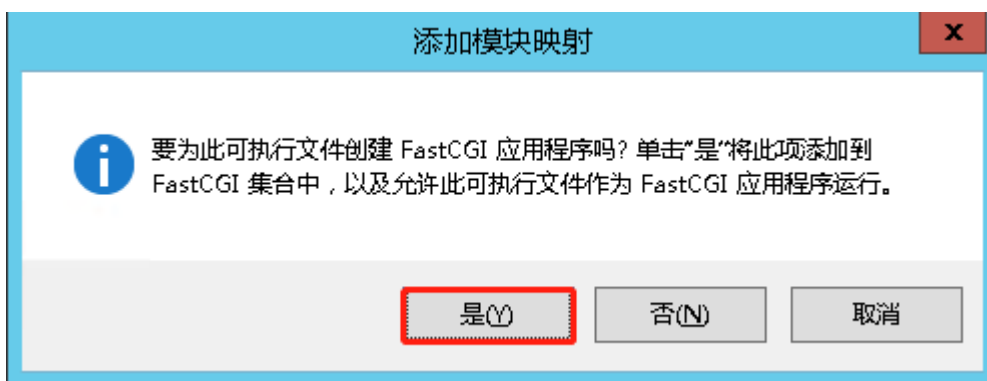 添加模块映射
x
要为此可执行文件创建 FastCGI 应用程序吗? 单击“是”将此项添加到
FastCGI 集合中，以及允许此可执行文件作为 FastCGI 应用程序运行。
是(Y)
否(N)
取消